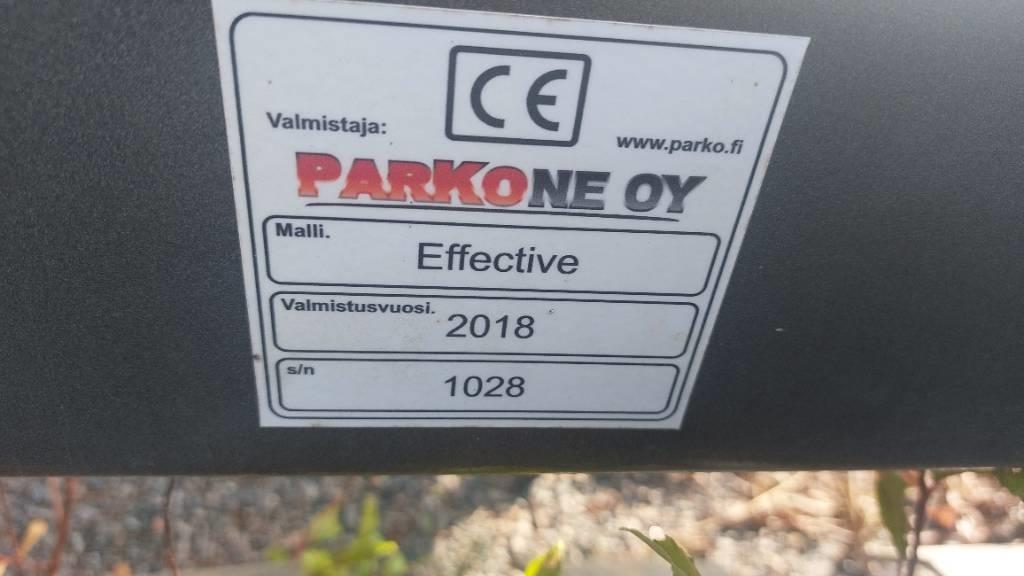 CE
Valmistaja:
www.parko.fi
PARKONE OY
Malli.
Effective
Valmistusvuosi.
2018
s/n
1028